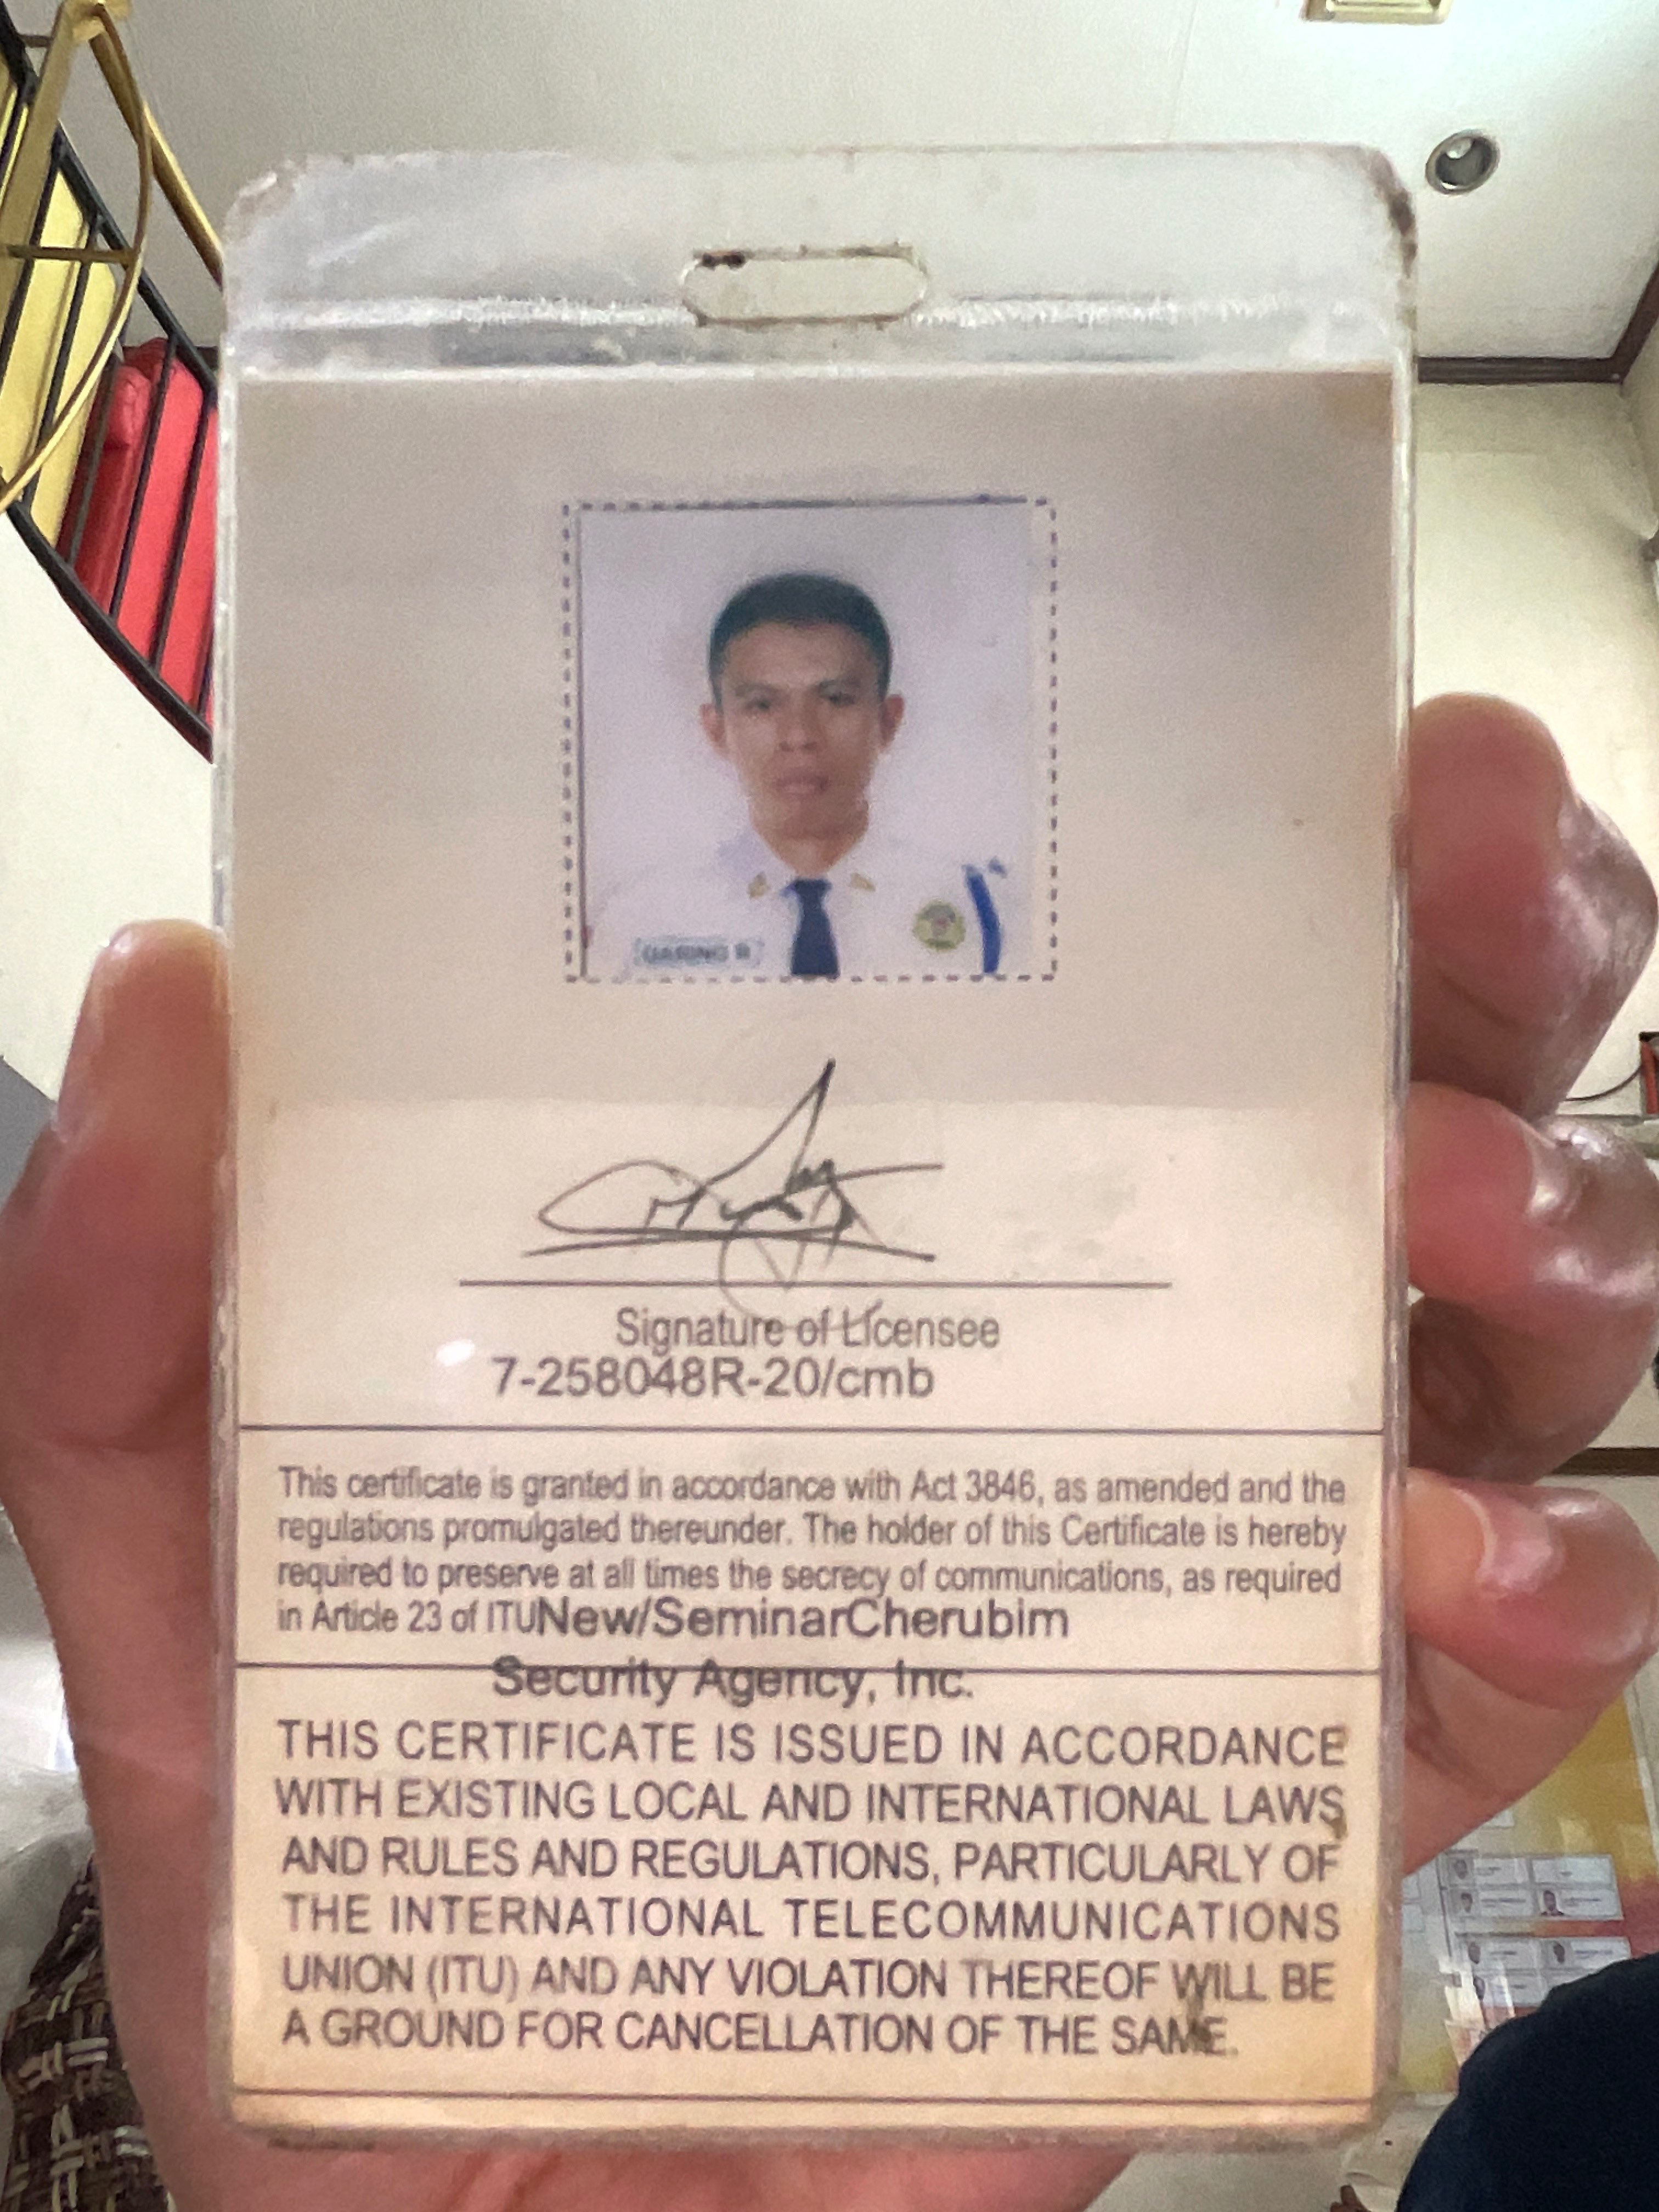 Signature of Licensee
7-258048R-20/cmb
This certificate is granted in accordance with Act 3846, as amended and the
regulations promulgated thereunder. The holder of this Certificate is hereby
required to preserve at all times the secrecy of communications, as required
in Article 23 of ITUNew/SeminarCherubim
Security Agency, Inc.
THIS CERTIFICATE IS ISSUED IN ACCORDANCE
WITH EXISTING LOCAL AND INTERNATIONAL LAWS
AND RULES AND REGULATIONS, PARTICULARLY OF
THE INTERNATIONAL TELECOMMUNICATIONS
UNION (ITU) AND ANY VIOLATION THEREOF WILL BE
A GROUND FOR CANCELLATION OF THE SAME.